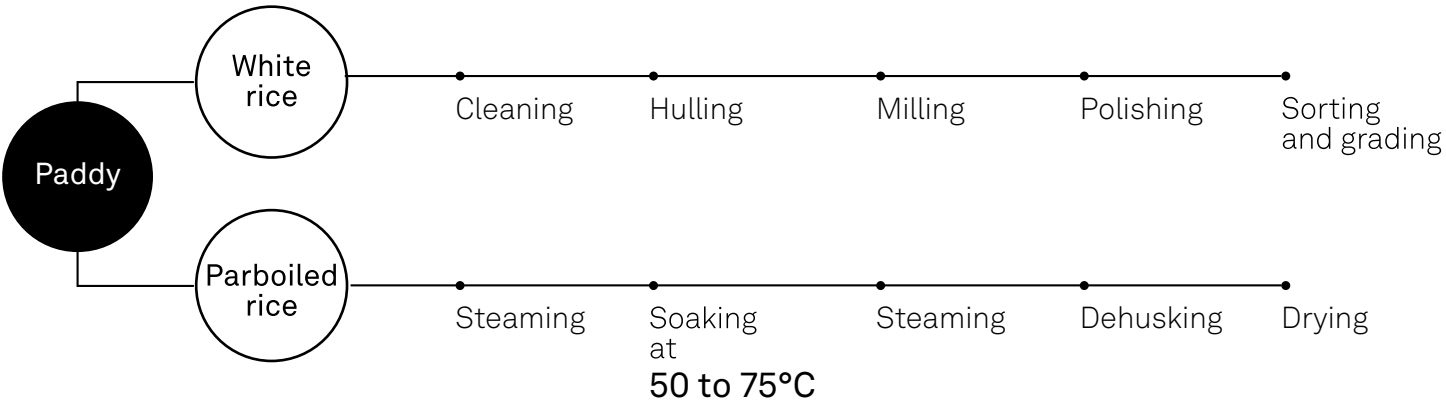 Paddy
White
rice
Cleaning
Hulling
Milling
Polishing
Sorting
and grading
Parboiled
rice
Steaming
Soaking
at
50 to 75°C
Steaming
Dehusking
Drying